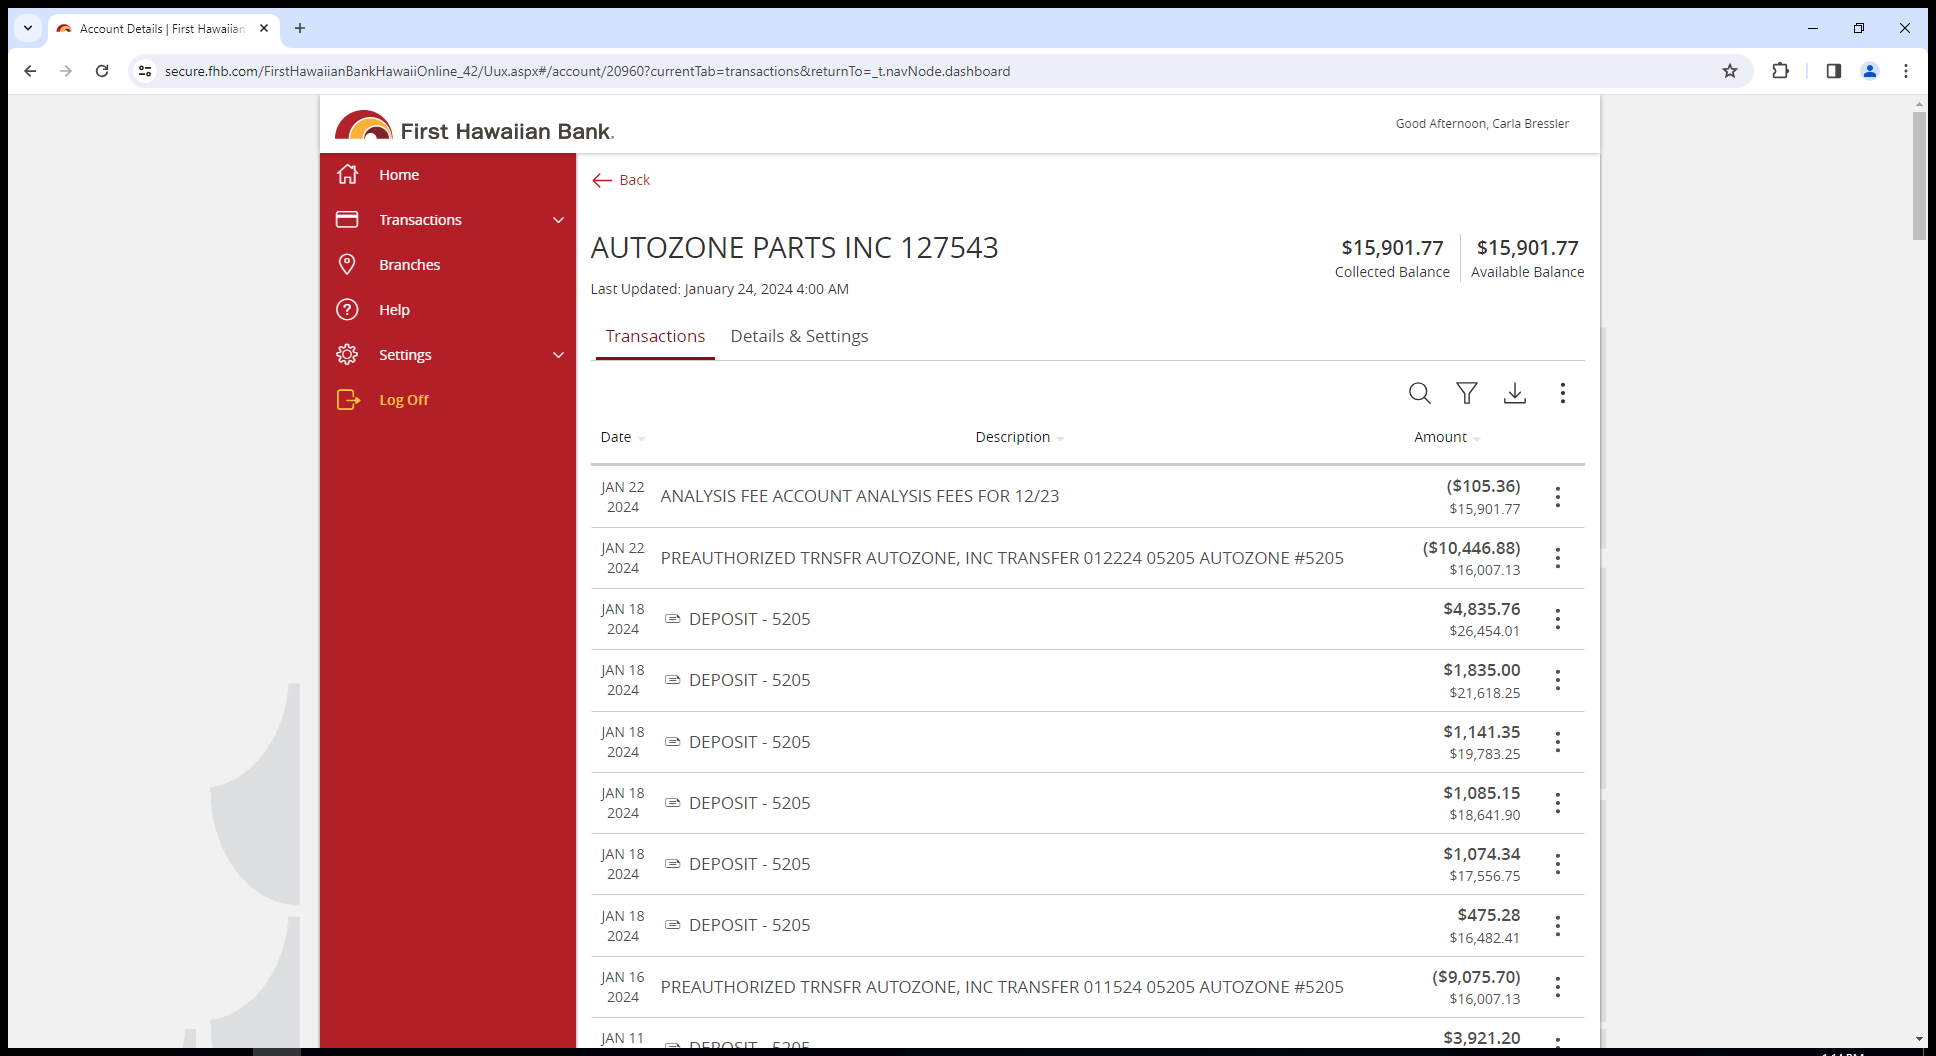 Account Details | First Hawaiian
secure.fhb.com/FirstHawaiianBankHawaiiOnline_42/Uux.aspx#/account/20960?currentTab=transactions&returnTo=_t.navNode.dashboard
First Hawaiian Bank.
Good Afternoon, Carla Bressler
Home
Transactions
Branches
Help
Settings
Log Off
Back
AUTOZONE PARTS INC 127543
Last Updated: January 24, 2024 4:00 AM
$15,901.77
Collected Balance
$15,901.77
Available Balance
Transactions Details & Settings
Date Description Amount
JAN 22 2024 ANALYSIS FEE ACCOUNT ANALYSIS FEES FOR 12/23 ($105.36)
$15,901.77
JAN 22 2024 PREAUTHORIZED TRNSFR AUTOZONE, INC TRANSFER 012224 05205 AUTOZONE #5205 ($10,446.88)
$16,007.13
JAN 18 2024 DEPOSIT - 5205 $4,835.76
$26,454.01
JAN 18 2024 DEPOSIT - 5205 $1,835.00
$21,618.25
JAN 18 2024 DEPOSIT - 5205 $1,141.35
$19,783.25
JAN 18 2024 DEPOSIT - 5205 $1,085.15
$18,641.90
JAN 18 2024 DEPOSIT - 5205 $1,074.34
$17,556.75
JAN 18 2024 DEPOSIT - 5205 $475.28
$16,482.41
JAN 16 2024 PREAUTHORIZED TRNSFR AUTOZONE, INC TRANSFER 011524 05205 AUTOZONE #5205 ($9,075.70)
$16,007.13
JAN 11 DEPOSIT - 5205 $3,921.20